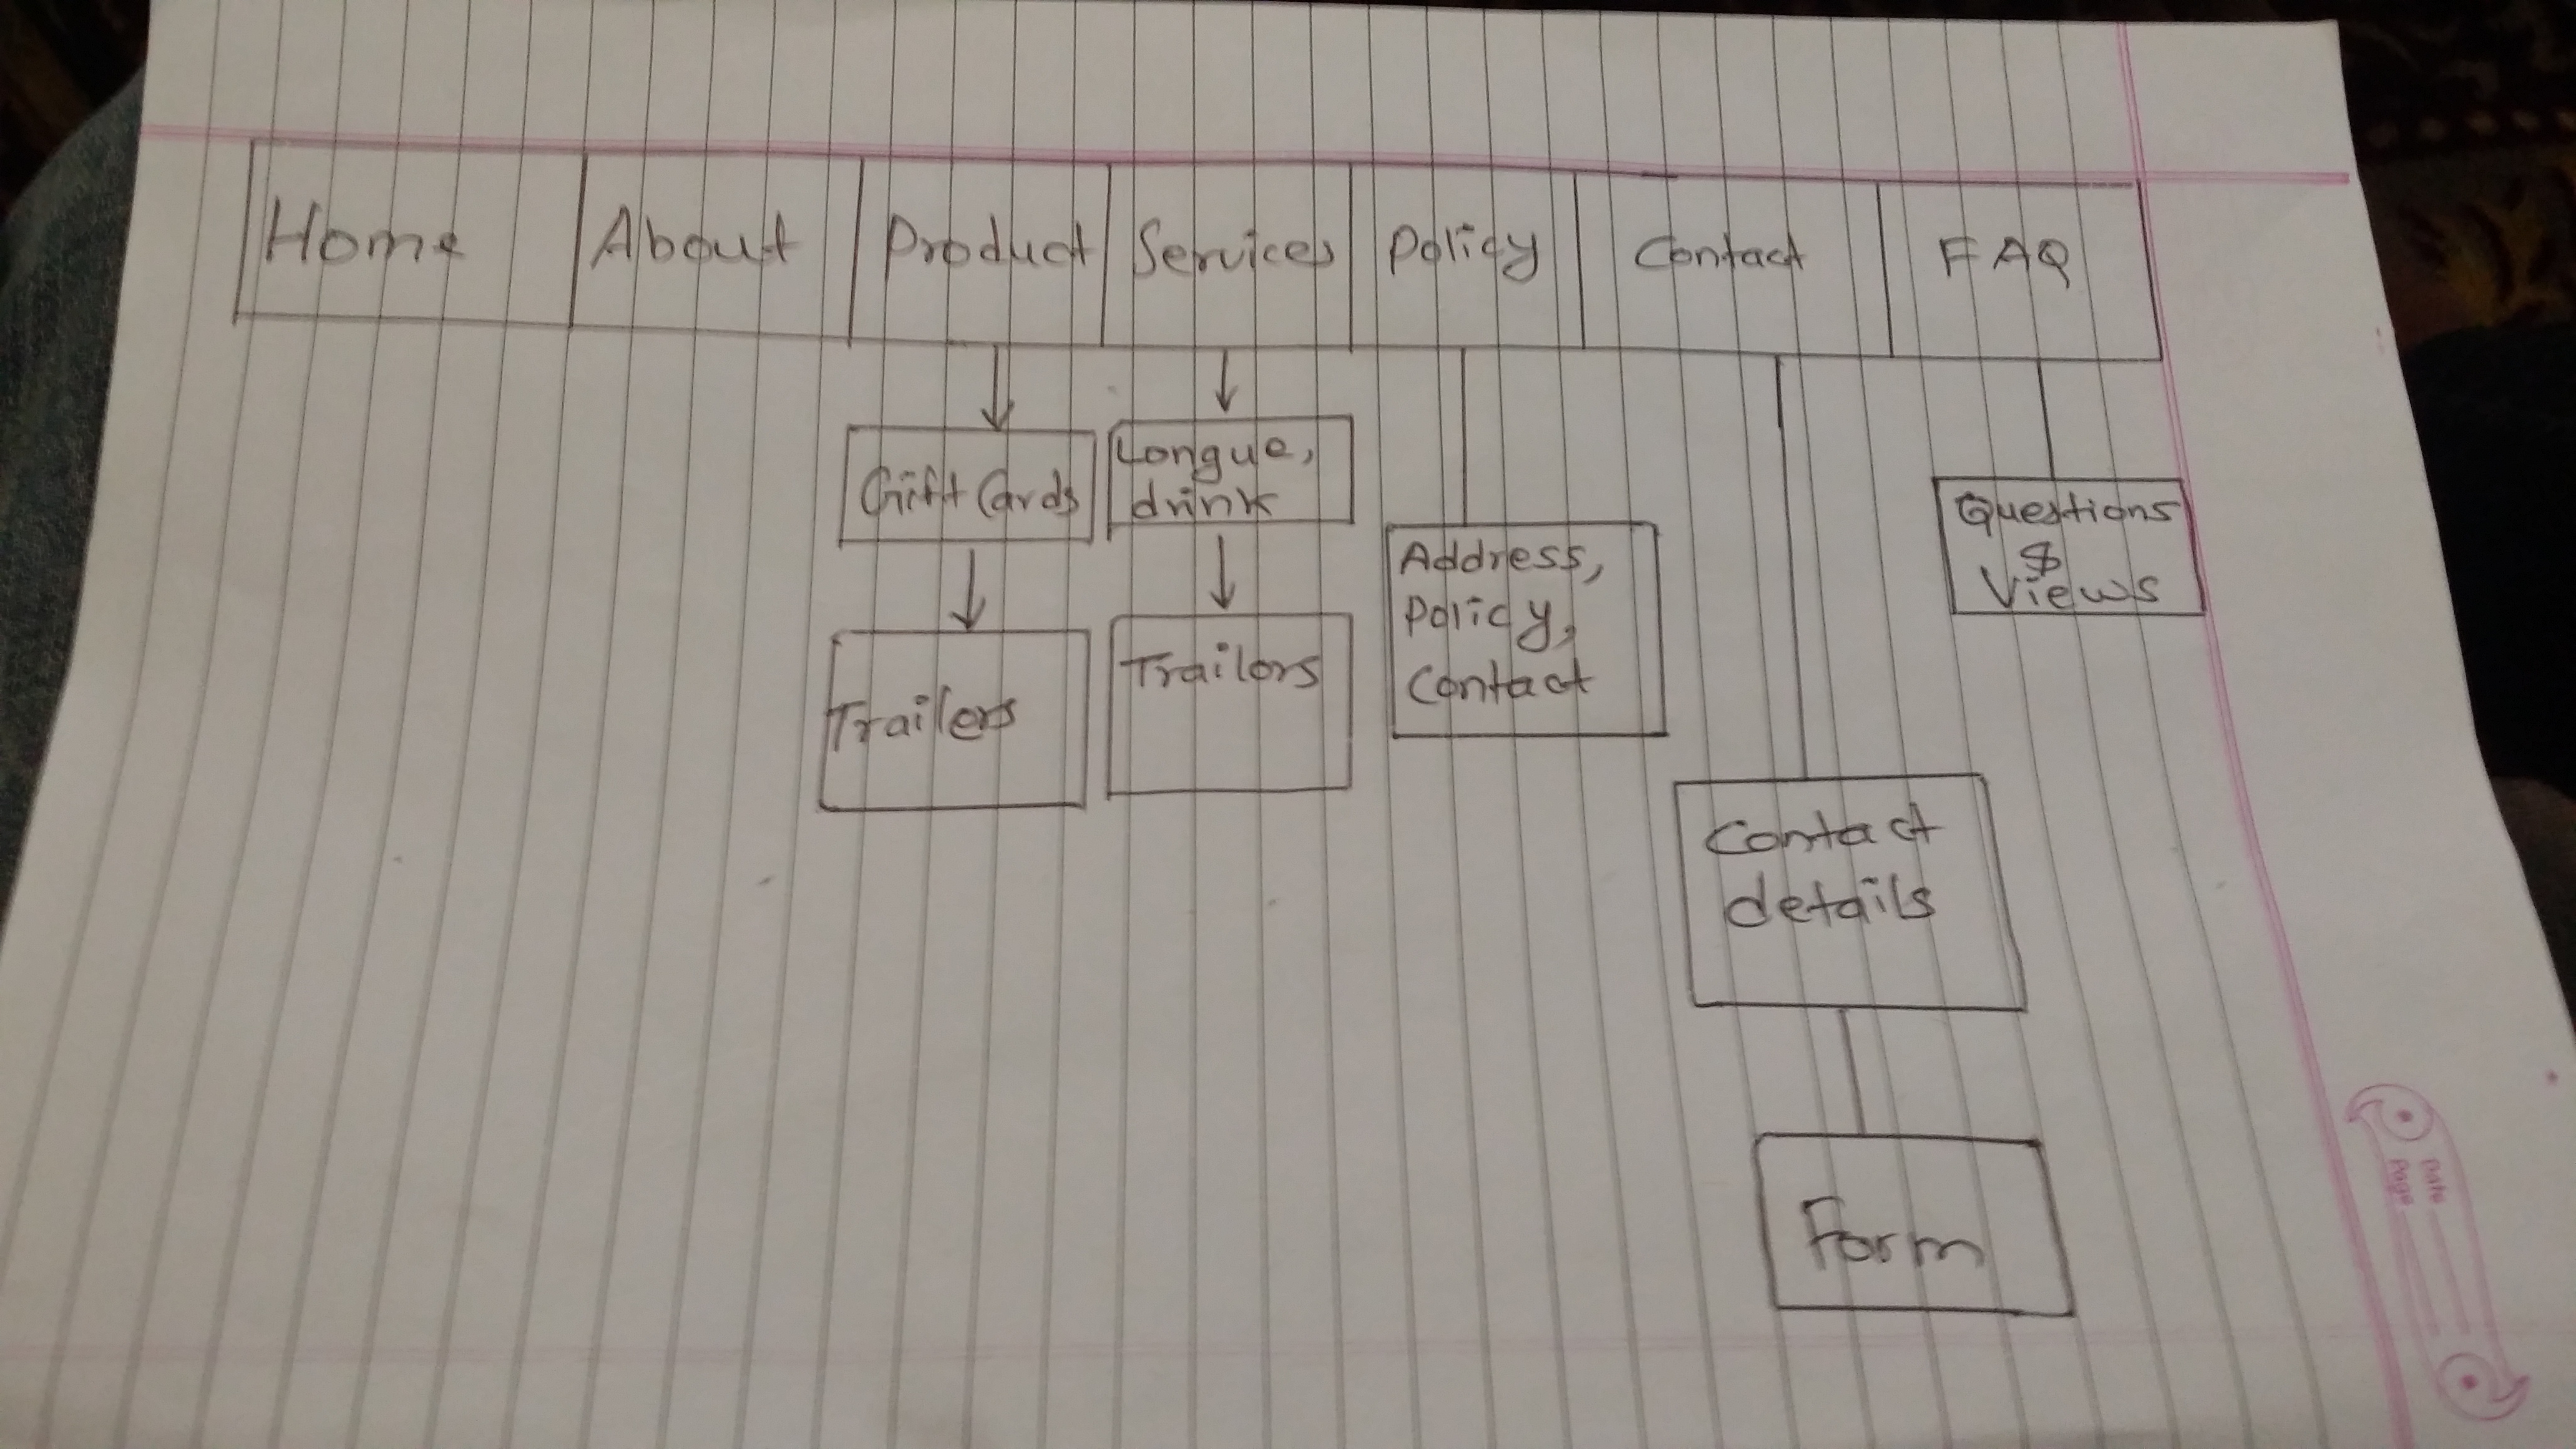 Home About Product Services Policy Contact FAQ
Gift Cards
Longue,
drink
Trailers
Trailors
Address,
Policy,
Contact
Contact
details
Form
Questions
&
Views
Page
Date